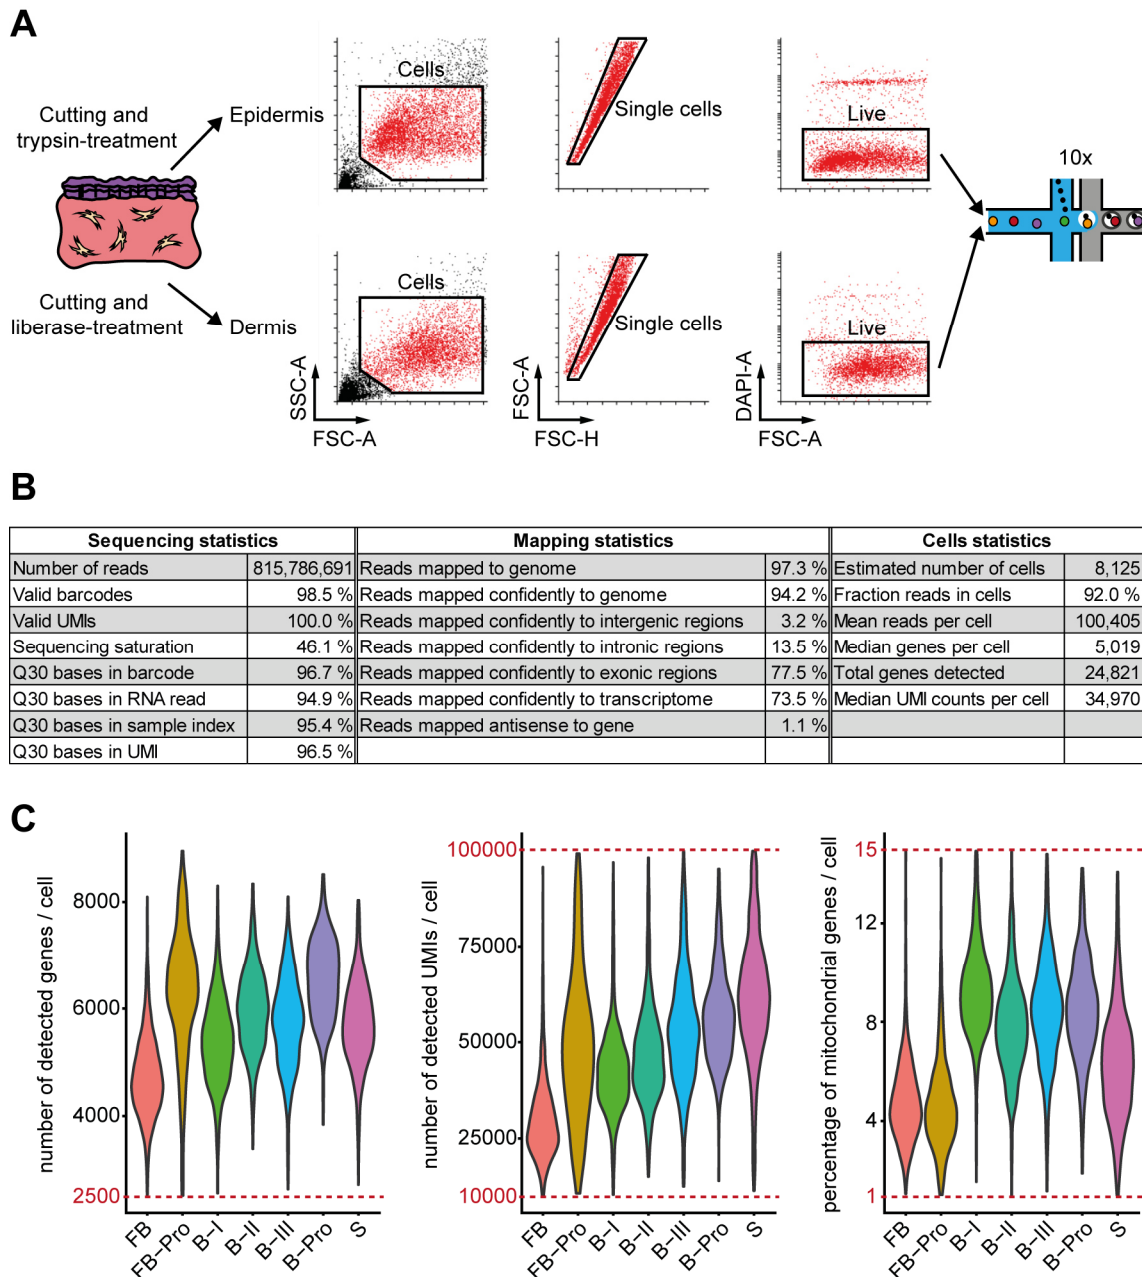 A
Cutting and
trypsin-treatment
Epidermis
Cells
Single cells
Live
10x
Cutting and
liberase-treatment
Dermis
Cells
Single cells
Live
SSC-A
FSC-A
FSC-A
FSC-H
DAPI-A
FSC-A
B
Sequencing statistics Mapping statistics Cells statistics
Number of reads 815,786,691 Reads mapped to genome 97.3 % Estimated number of cells 8,125
Valid barcodes 98.5 % Reads mapped confidently to genome 94.2 % Fraction reads in cells 92.0 %
Valid UMIs 100.0 % Reads mapped confidently to intergenic regions 3.2 % Mean reads per cell 100,405
Sequencing saturation 46.1 % Reads mapped confidently to intronic regions 13.5 % Median genes per cell 5,019
Q30 bases in barcode 96.7 % Reads mapped confidently to exonic regions 77.5 % Total genes detected 24,821
Q30 bases in RNA read 94.9 % Reads mapped confidently to transcriptome 73.5 % Median UMI counts per cell 34,970
Q30 bases in sample index 95.4 % Reads mapped antisense to gene 1.1 %
Q30 bases in UMI 96.5 %
C
number of detected genes / cell
8000
6000
4000
2500
FB FB-Pro B-I B-II B-III B-Pro S
number of detected UMIs / cell
100000
75000
50000
25000
10000
FB FB-Pro B-I B-II B-III B-Pro S
percentage of mitochondrial genes / cell
15
12
8
4
1
FB FB-Pro B-I B-II B-III B-Pro S